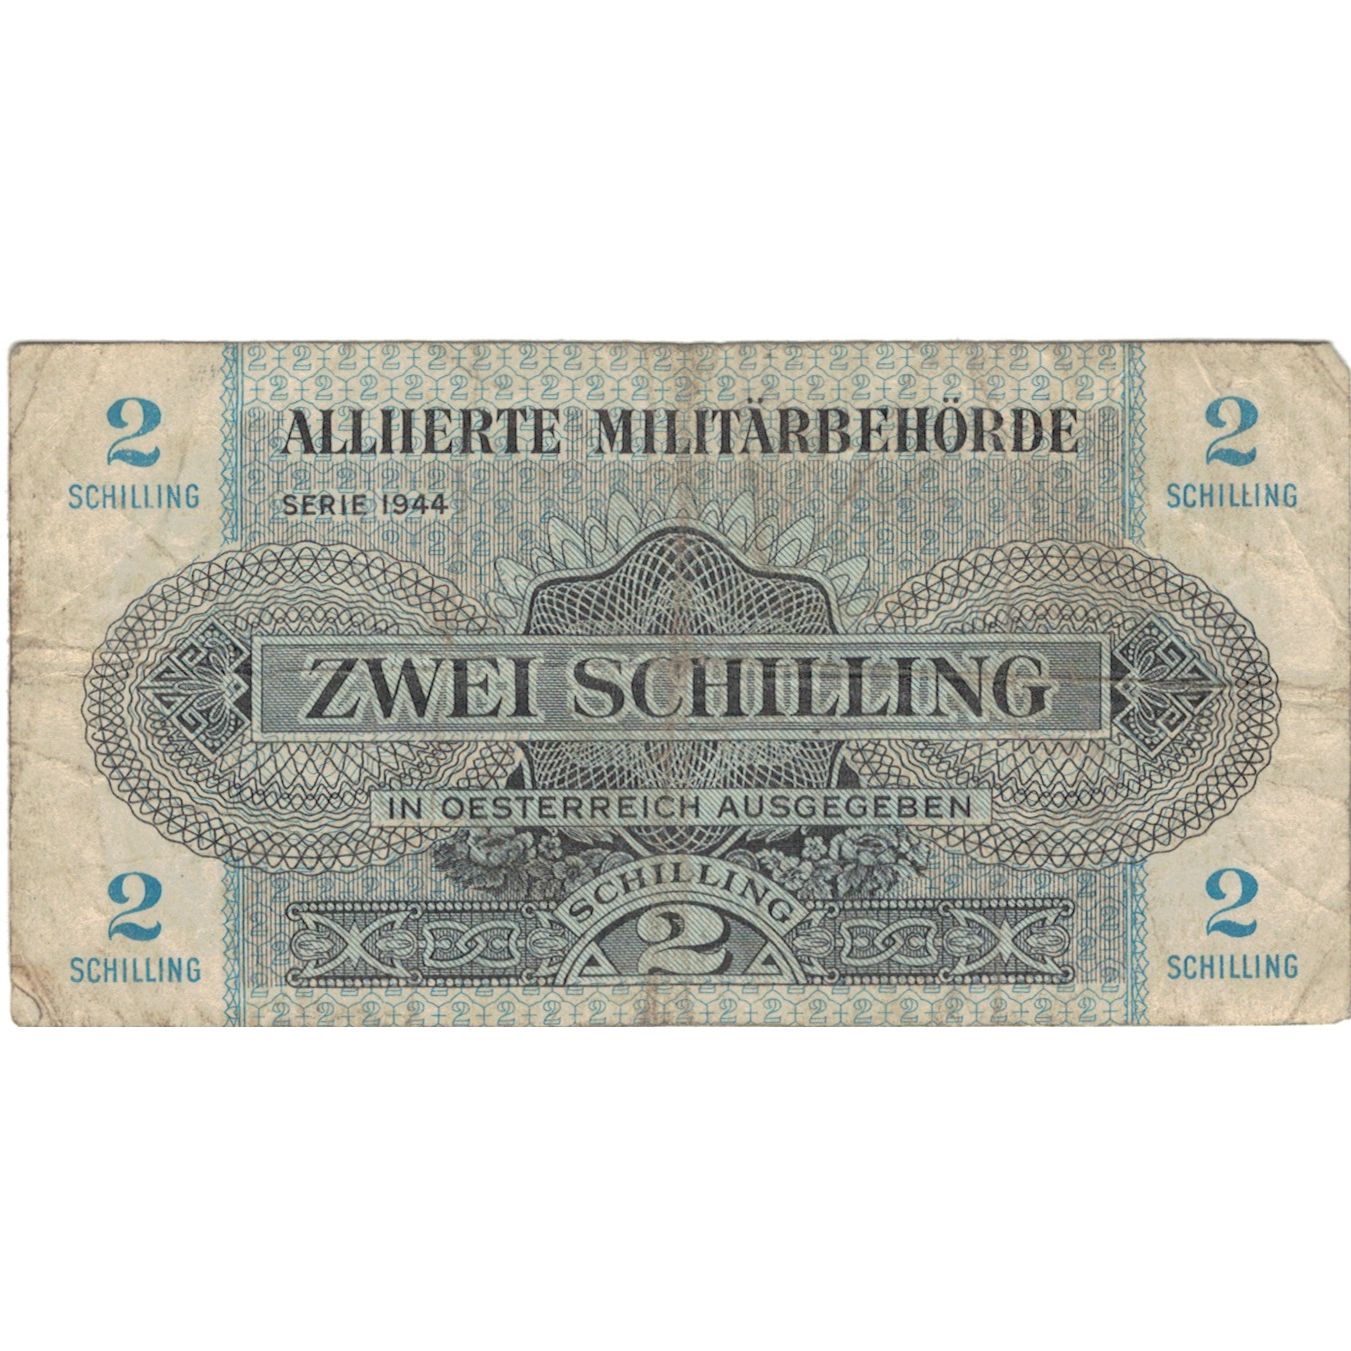 2
SCHILLING
ALLIIERTE MILITÄRBEHÖRDE
2
SCHILLING
SERIE 1944
ZWEI SCHILLING
IN OESTERREICH AUSGEGEBEN
2
SCHILLING
SCHILLING
2
2
SCHILLING